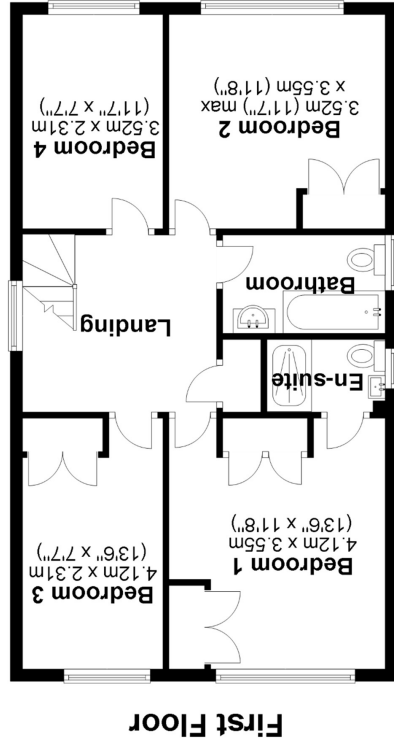 First Floor
Bedroom 1
4.12m x 3.55m
(13'6" x 11'8")
Bedroom 3
4.12m x 2.31m
(13'6" x 7'7")
En-suite
Landing
Bathroom
Bedroom 2
3.52m (11'7") max
x 3.55m (11'8")
Bedroom 4
3.52m x 2.31m
(11'7" x 7'7")